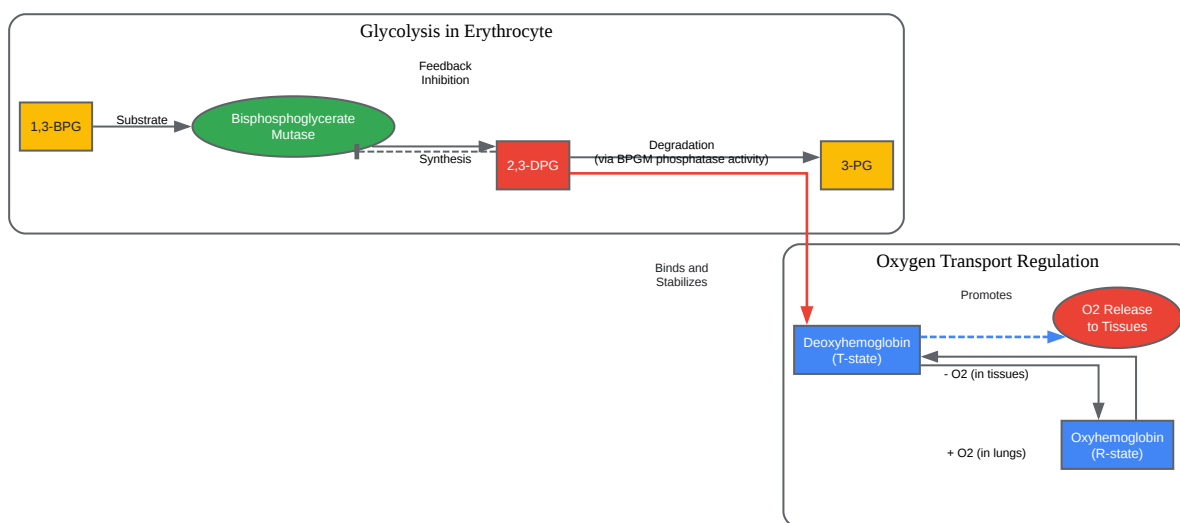 Glycolysis in Erythrocyte
Feedback
Inhibition
1,3-BPG
Substrate
Bisphosphoglycerate
Mutase
Synthesis
2,3-DPG
Degradation
(via BPGM phosphatase activity)
3-PG
Binds and
Stabilizes
Oxygen Transport Regulation
Promotes
O2 Release
to Tissues
Deoxyhemoglobin
(T-state)
- O2 (in tissues)
Oxyhemoglobin
(R-state)
+ O2 (in lungs)